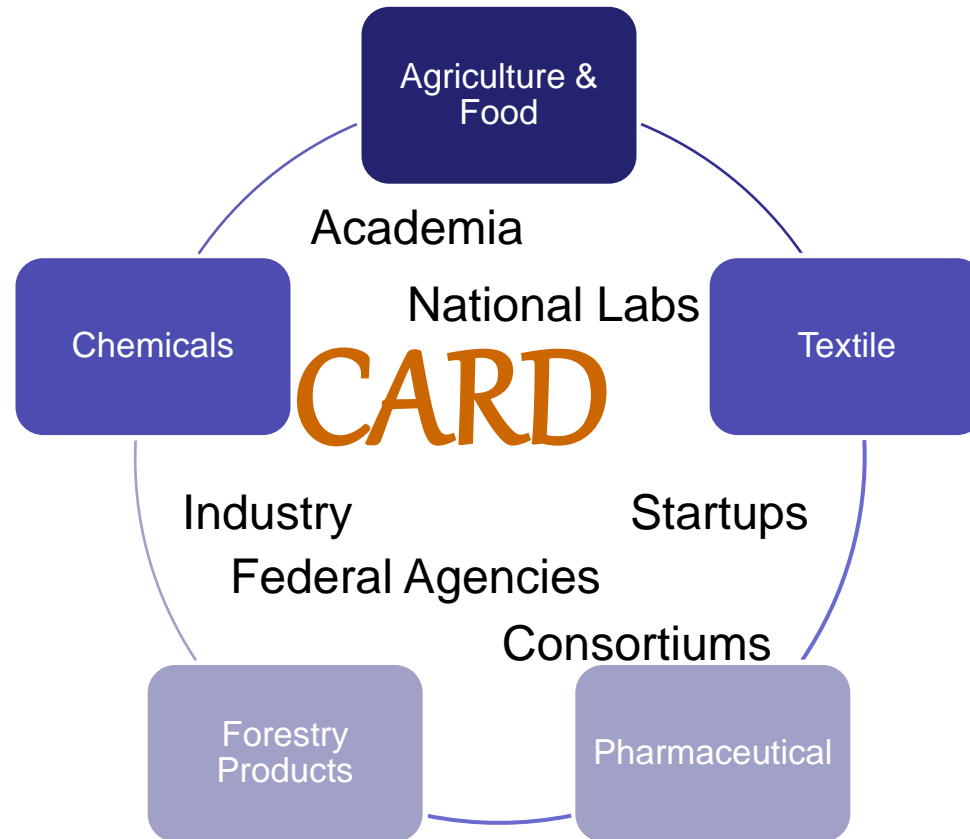 Agriculture &
Food
Academia
National Labs
Chemicals
Textile
CARD
Industry
Startups
Federal Agencies
Consortiums
Forestry
Products
Pharmaceutical